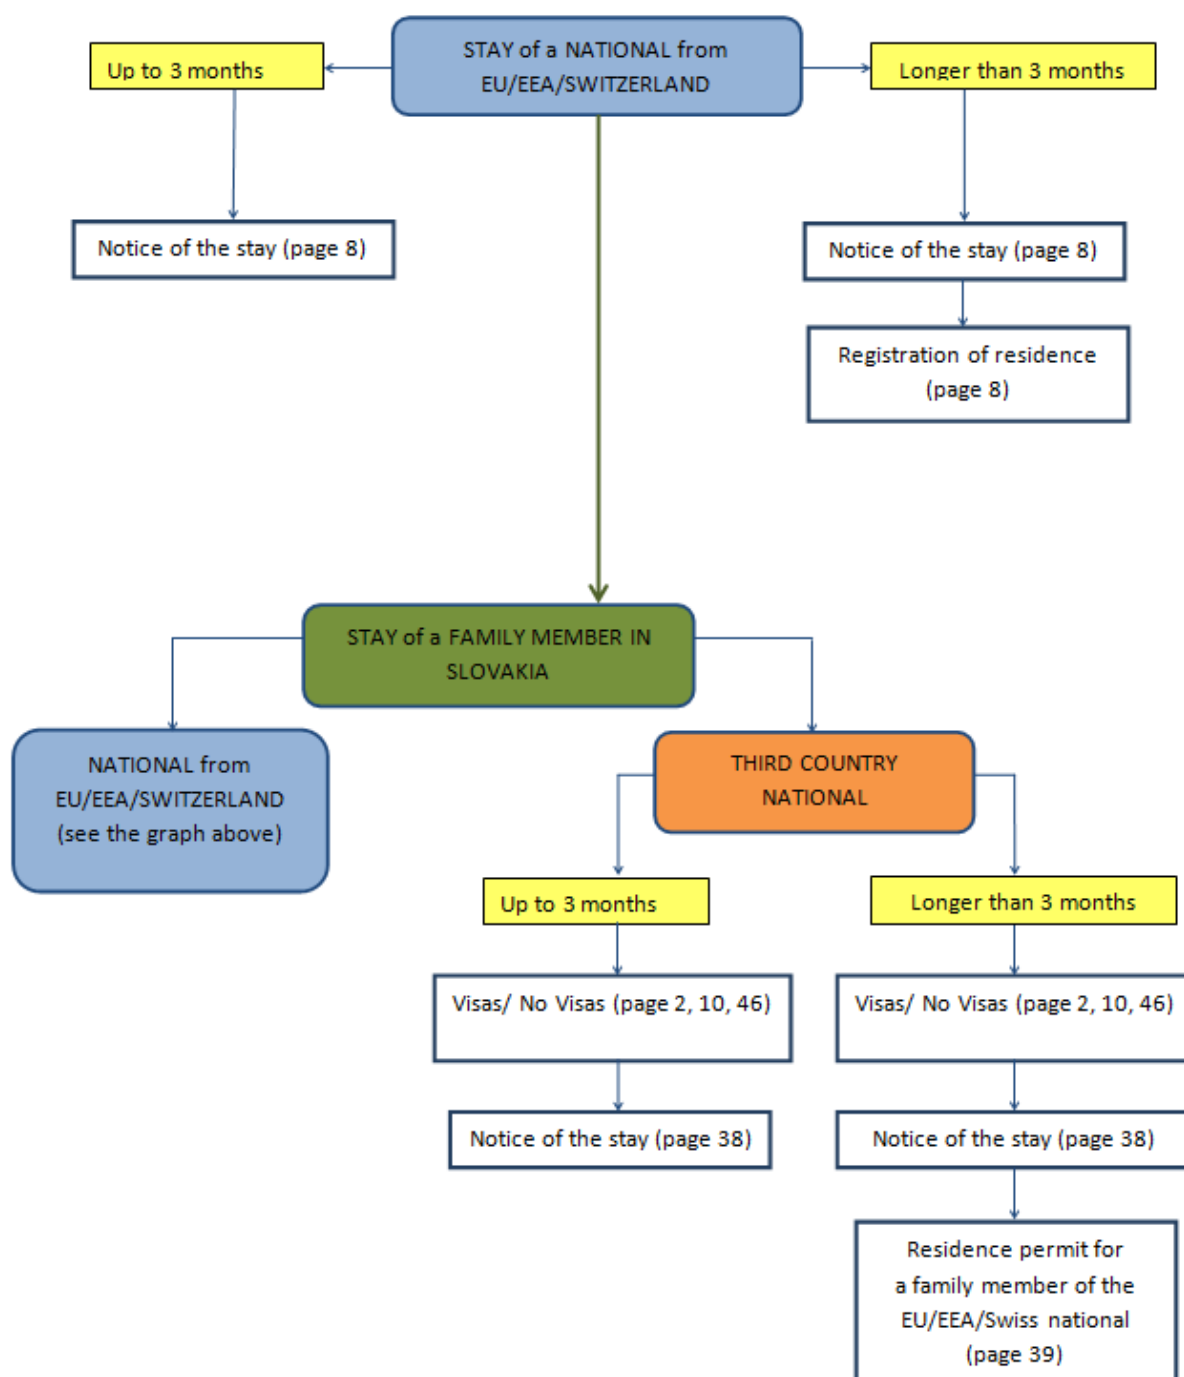 STAY of a NATIONAL from
EU/EEA/SWITZERLAND
Up to 3 months
Longer than 3 months
Notice of the stay (page 8)
Notice of the stay (page 8)
Registration of residence
(page 8)
STAY of a FAMILY MEMBER IN
SLOVAKIA
NATIONAL from
EU/EEA/SWITZERLAND
(see the graph above)
THIRD COUNTRY
NATIONAL
Up to 3 months
Longer than 3 months
Visas/ No Visas (page 2, 10, 46)
Visas/ No Visas (page 2, 10, 46)
Notice of the stay (page 38)
Notice of the stay (page 38)
Residence permit for
a family member of the
EU/EEA/Swiss national
(page 39)